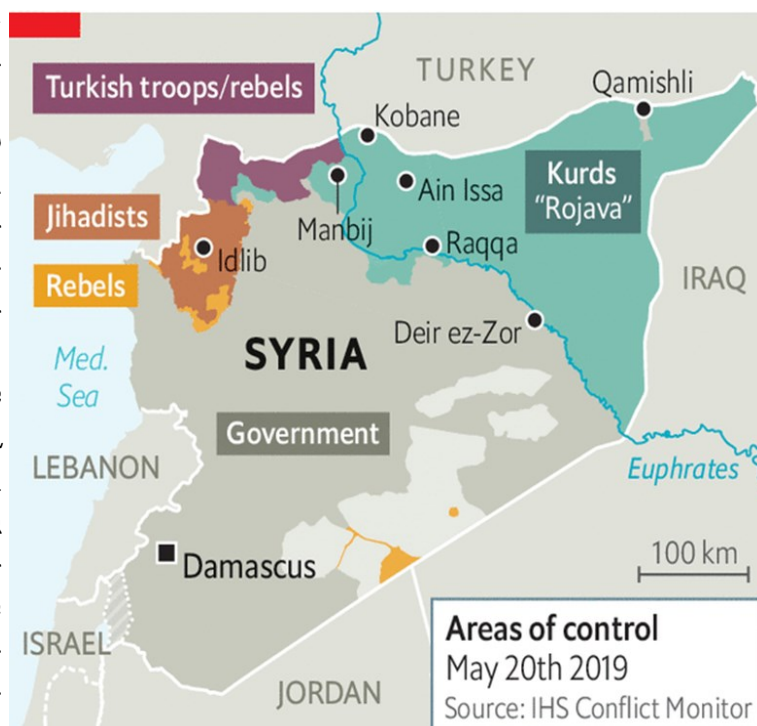 TURKEY
Qamishli
Turkish troops/rebels
Kobane
Kurds
"Rojava"
Ain Issa
Jihadists
Manbij
Raqqa
Idlib
IRAQ
Rebels
Deir ez-Zor
SYRIA
Med.
Sea
Government
LEBANON
Euphrates
100 km
Damascus
Areas of control
ISRAEL
May 20th 2019
JORDAN
Source: IHS Conflict Monitor